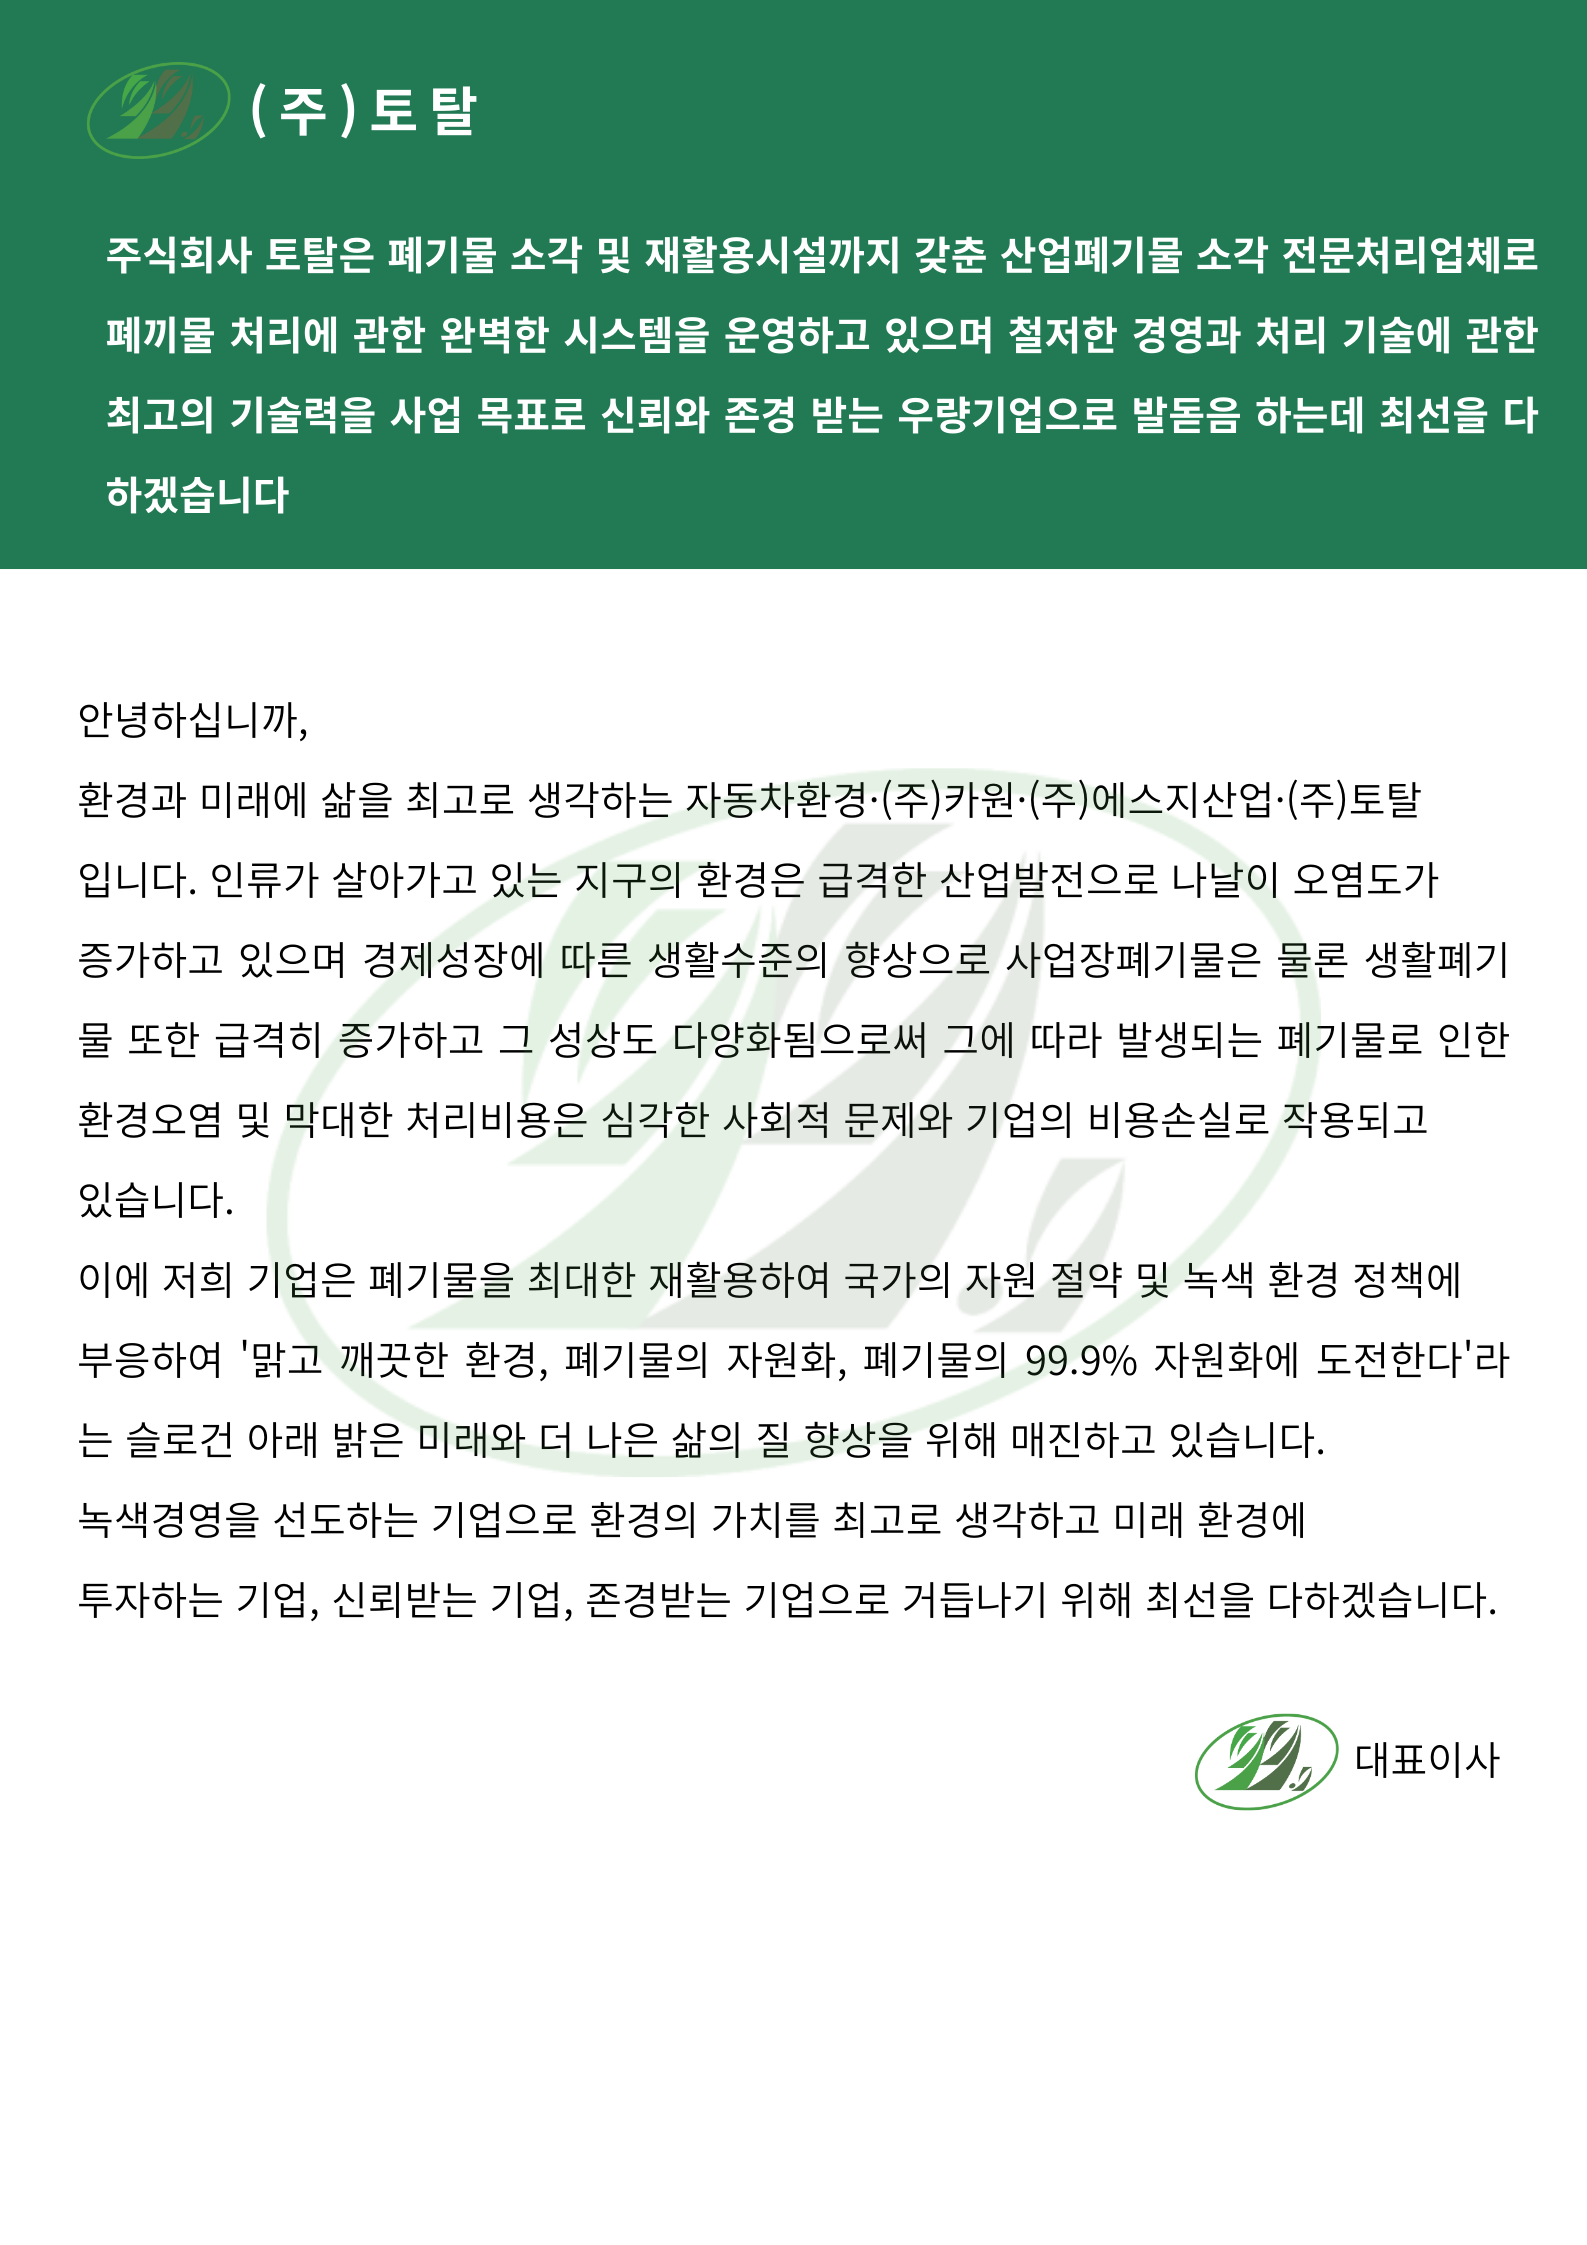 (주)토탈
주식회사 토탈은 폐기물 소각 및 재활용시설까지 갖춘 산업폐기물 소각 전문처리업체로
폐끼물 처리에 관한 완벽한 시스템을 운영하고 있으며 철저한 경영과 처리 기술에 관한
최고의 기술력을 사업 목표로 신뢰와 존경 받는 우량기업으로 발돋음 하는데 최선을 다
하겠습니다
안녕하십니까,
환경과 미래에 삶을 최고로 생각하는 자동차환경·(주)카원·(주)에스지산업·(주)토탈
입니다. 인류가 살아가고 있는 지구의 환경은 급격한 산업발전으로 나날이 오염도가
증가하고 있으며 경제성장에 따른 생활수준의 향상으로 사업장폐기물은 물론 생활폐기
물 또한 급격히 증가하고 그 성상도 다양화됨으로써 그에 따라 발생되는 폐기물로 인한
환경오염 및 막대한 처리비용은 심각한 사회적 문제와 기업의 비용손실로 작용되고
있습니다.
이에 저희 기업은 폐기물을 최대한 재활용하여 국가의 자원 절약 및 녹색 환경 정책에
부응하여 '맑고 깨끗한 환경, 폐기물의 자원화, 폐기물의 99.9% 자원화에 도전한다'라
는 슬로건 아래 밝은 미래와 더 나은 삶의 질 향상을 위해 매진하고 있습니다.
녹색경영을 선도하는 기업으로 환경의 가치를 최고로 생각하고 미래 환경에
투자하는 기업, 신뢰받는 기업, 존경받는 기업으로 거듭나기 위해 최선을 다하겠습니다.
대표이사